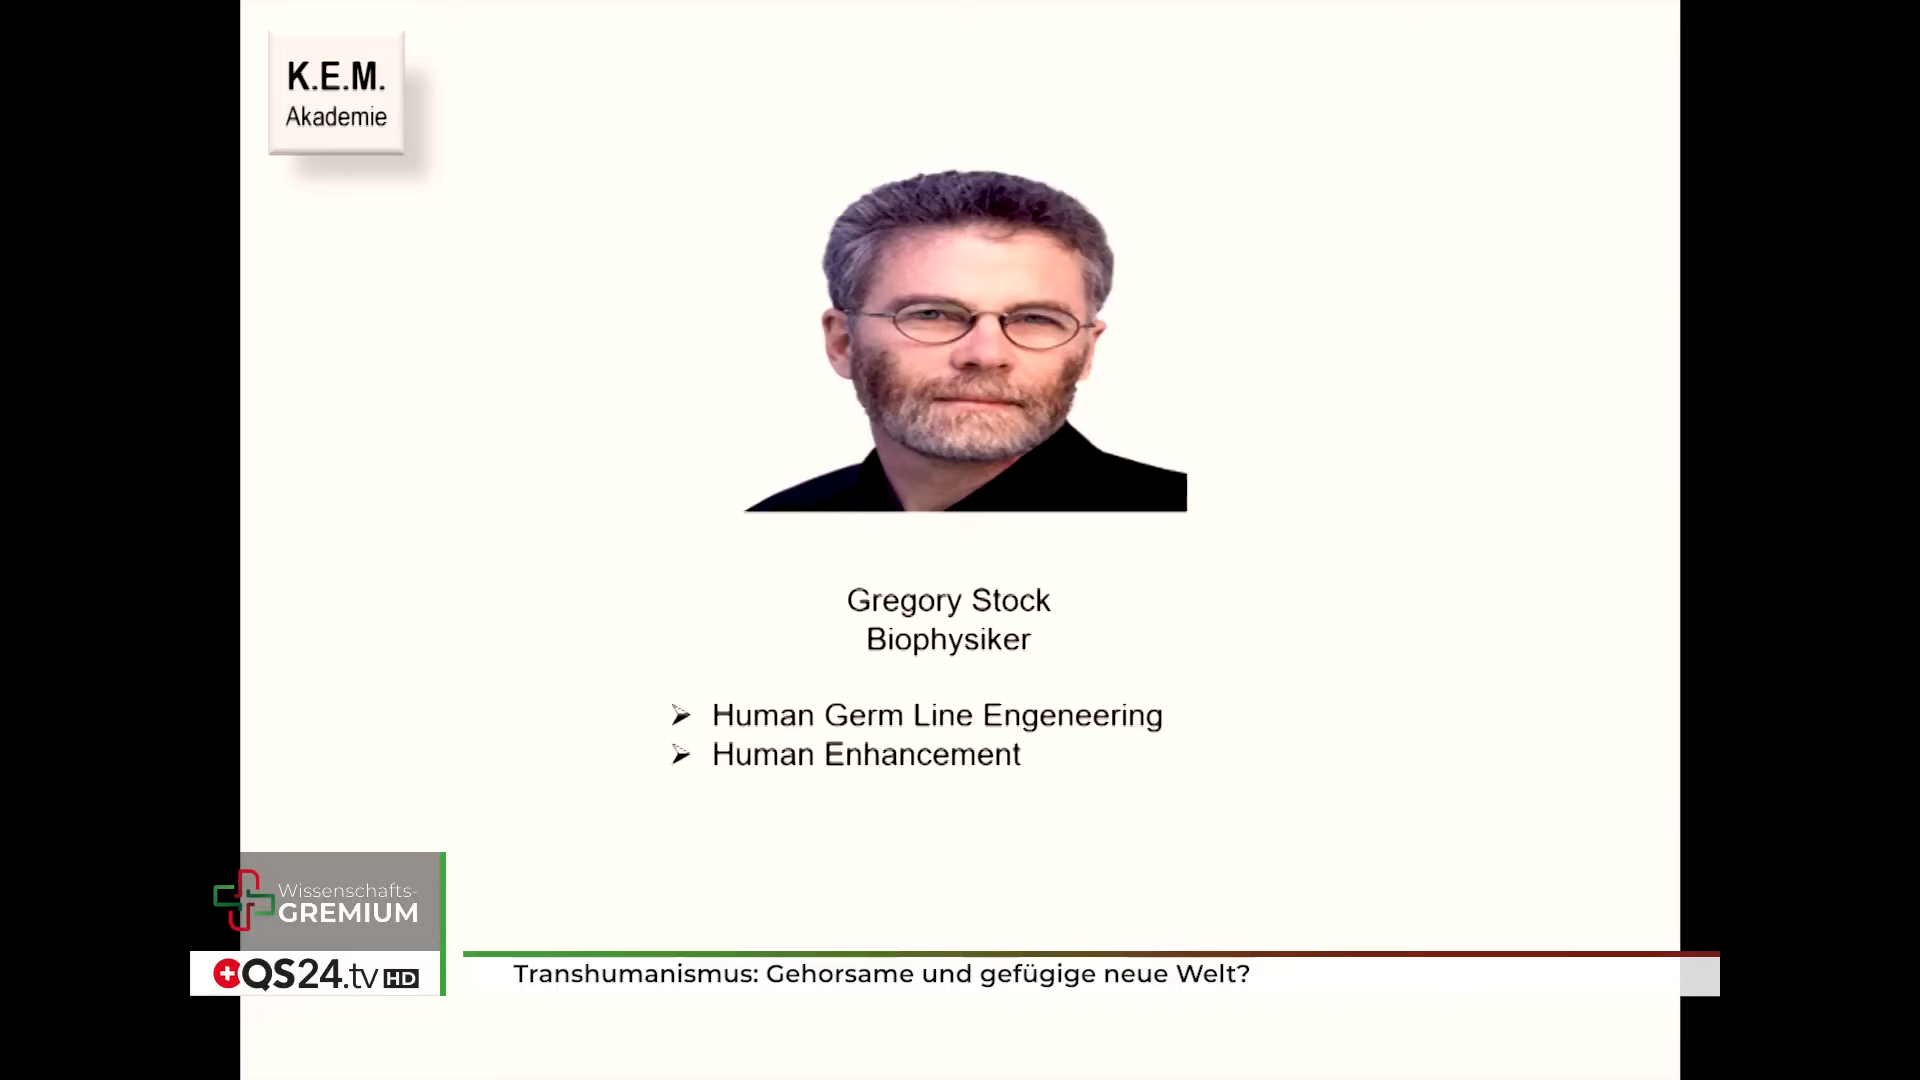 K.E.M.
Akademie
Gregory Stock
Biophysiker
➢ Human Germ Line Engeneering
➢ Human Enhancement
Wissenschafts-
GREMIUM
QS24.tv HD
Transhumanismus: Gehorsame und gefügige neue Welt?